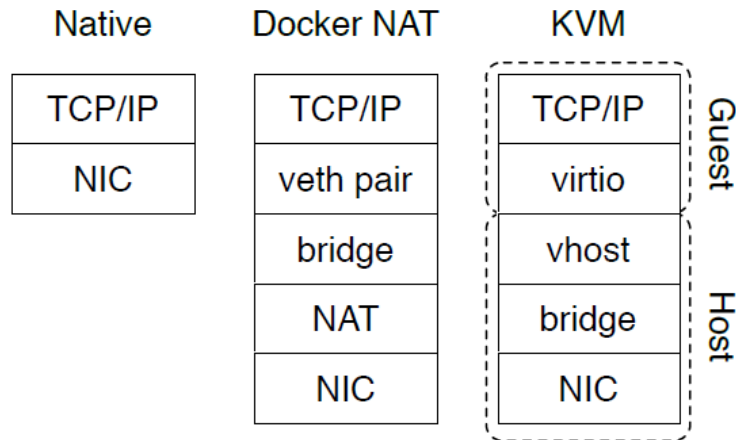 Native
TCP/IP
NIC
Docker NAT
TCP/IP
veth pair
bridge
NAT
NIC
KVM
TCP/IP
virtio
vhost
bridge
NIC
Guest
Host